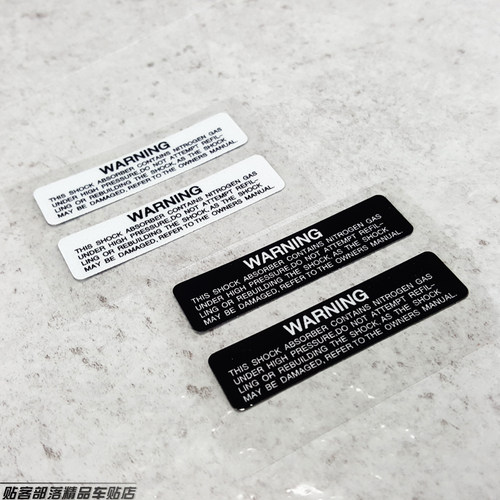 WARNING
THIS SHOCK ABSORBER CONTAINS NITROGEN GAS
UNDER HIGH PRESSURE.DO NOT ATTEMPT REFIL-
LING OR REBUILDING THE SHOCK,AS THE SHOCK
MAY BE DAMAGED. REFER TO THE OWNERS MANUAL.
WARNING
THIS SHOCK ABSORBER CONTAINS NITROGEN GAS
UNDER HIGH PRESSURE.DO NOT ATTEMPT REFIL-
LING OR REBUILDING THE SHOCK,AS THE SHOCK
MAY BE DAMAGED. REFER TO THE OWNERS MANUAL.
WARNING
THIS SHOCK ABSORBER CONTAINS NITROGEN GAS
UNDER HIGH PRESSURE.DO NOT ATTEMPT REFIL-
LING OR REBUILDING THE SHOCK,AS THE SHOCK
MAY BE DAMAGED. REFER TO THE OWNERS MANUAL.
WARNING
THIS SHOCK ABSORBER CONTAINS NITROGEN GAS
UNDER HIGH PRESSURE.DO NOT ATTEMPT REFIL-
LING OR REBUILDING THE SHOCK,AS THE SHOCK
MAY BE DAMAGED. REFER TO THE OWNERS MANUAL.
贴客部落精品车贴店